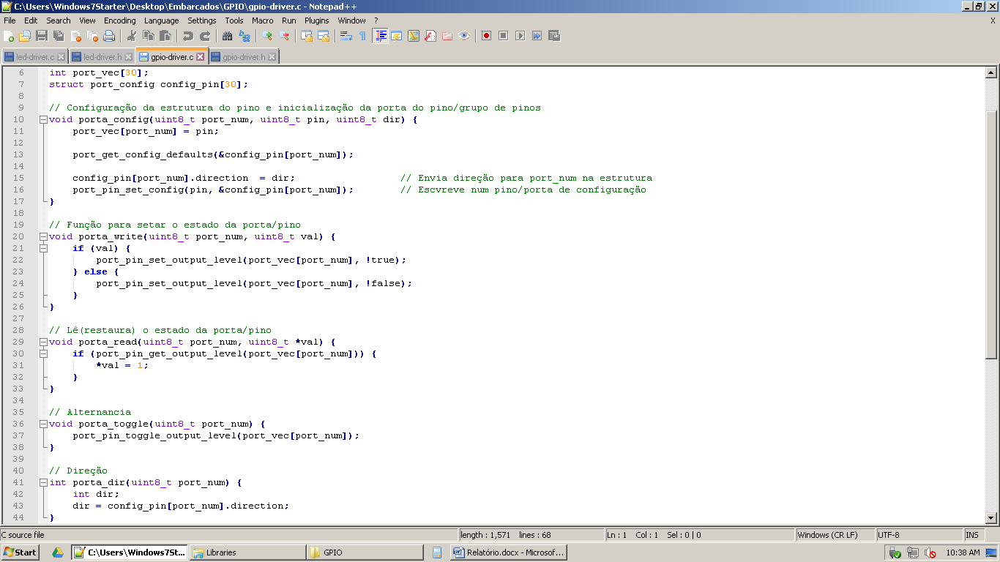 C:\Users\Windows7Starter\Desktop\Embarcados\GPIO\gpio-driver.c - Notepad++
File Edit Search View Encoding Language Settings Tools Macro Run Plugins Window ? X
led-driver.c led-driver.h gpio-driver.c gpio-driver.h
6 int port_vec[30];
7 struct port_config config_pin[30];
8
9 // Configuração da estrutura do pino e inicialização da porta do pino/grupo de pinos
10 void porta_config(uint8_t port_num, uint8_t pin, uint8_t dir) {
11 port_vec[port_num] = pin;
12
13 port_get_config_defaults(&config_pin[port_num]);
14
15 config_pin[port_num].direction  = dir; // Envia direção para port_num na estrutura
16 port_pin_set_config(pin, &config_pin[port_num]); // Escvreve num pino/porta de configuração
17 }
18
19 // Função para setar o estado da porta/pino
20 void porta_write(uint8_t port_num, uint8_t val) {
21 if (val) {
22 port_pin_set_output_level(port_vec[port_num], !true);
23 } else {
24 port_pin_set_output_level(port_vec[port_num], !false);
25 }
26 }
27
28 // Lê(restaura) o estado da porta/pino
29 void porta_read(uint8_t port_num, uint8_t *val) {
30 if (port_pin_get_output_level(port_vec[port_num])) {
31 *val = 1;
32 }
33 }
34
35 // Alternancia
36 void porta_toggle(uint8_t port_num) {
37 port_pin_toggle_output_level(port_vec[port_num]);
38 }
39
40 // Direção
41 int porta_dir(uint8_t port_num) {
42 int dir;
43 dir = config_pin[port_num].direction;
44 }
C source file length : 1,571 lines : 68 Ln : 1 Col : 1 Sel : 0 | 0 Windows (CR LF) UTF-8 INS
Start C:\Users\Windows7St... Libraries GPIO Relatório.docx - Microsof... 10:38 AM